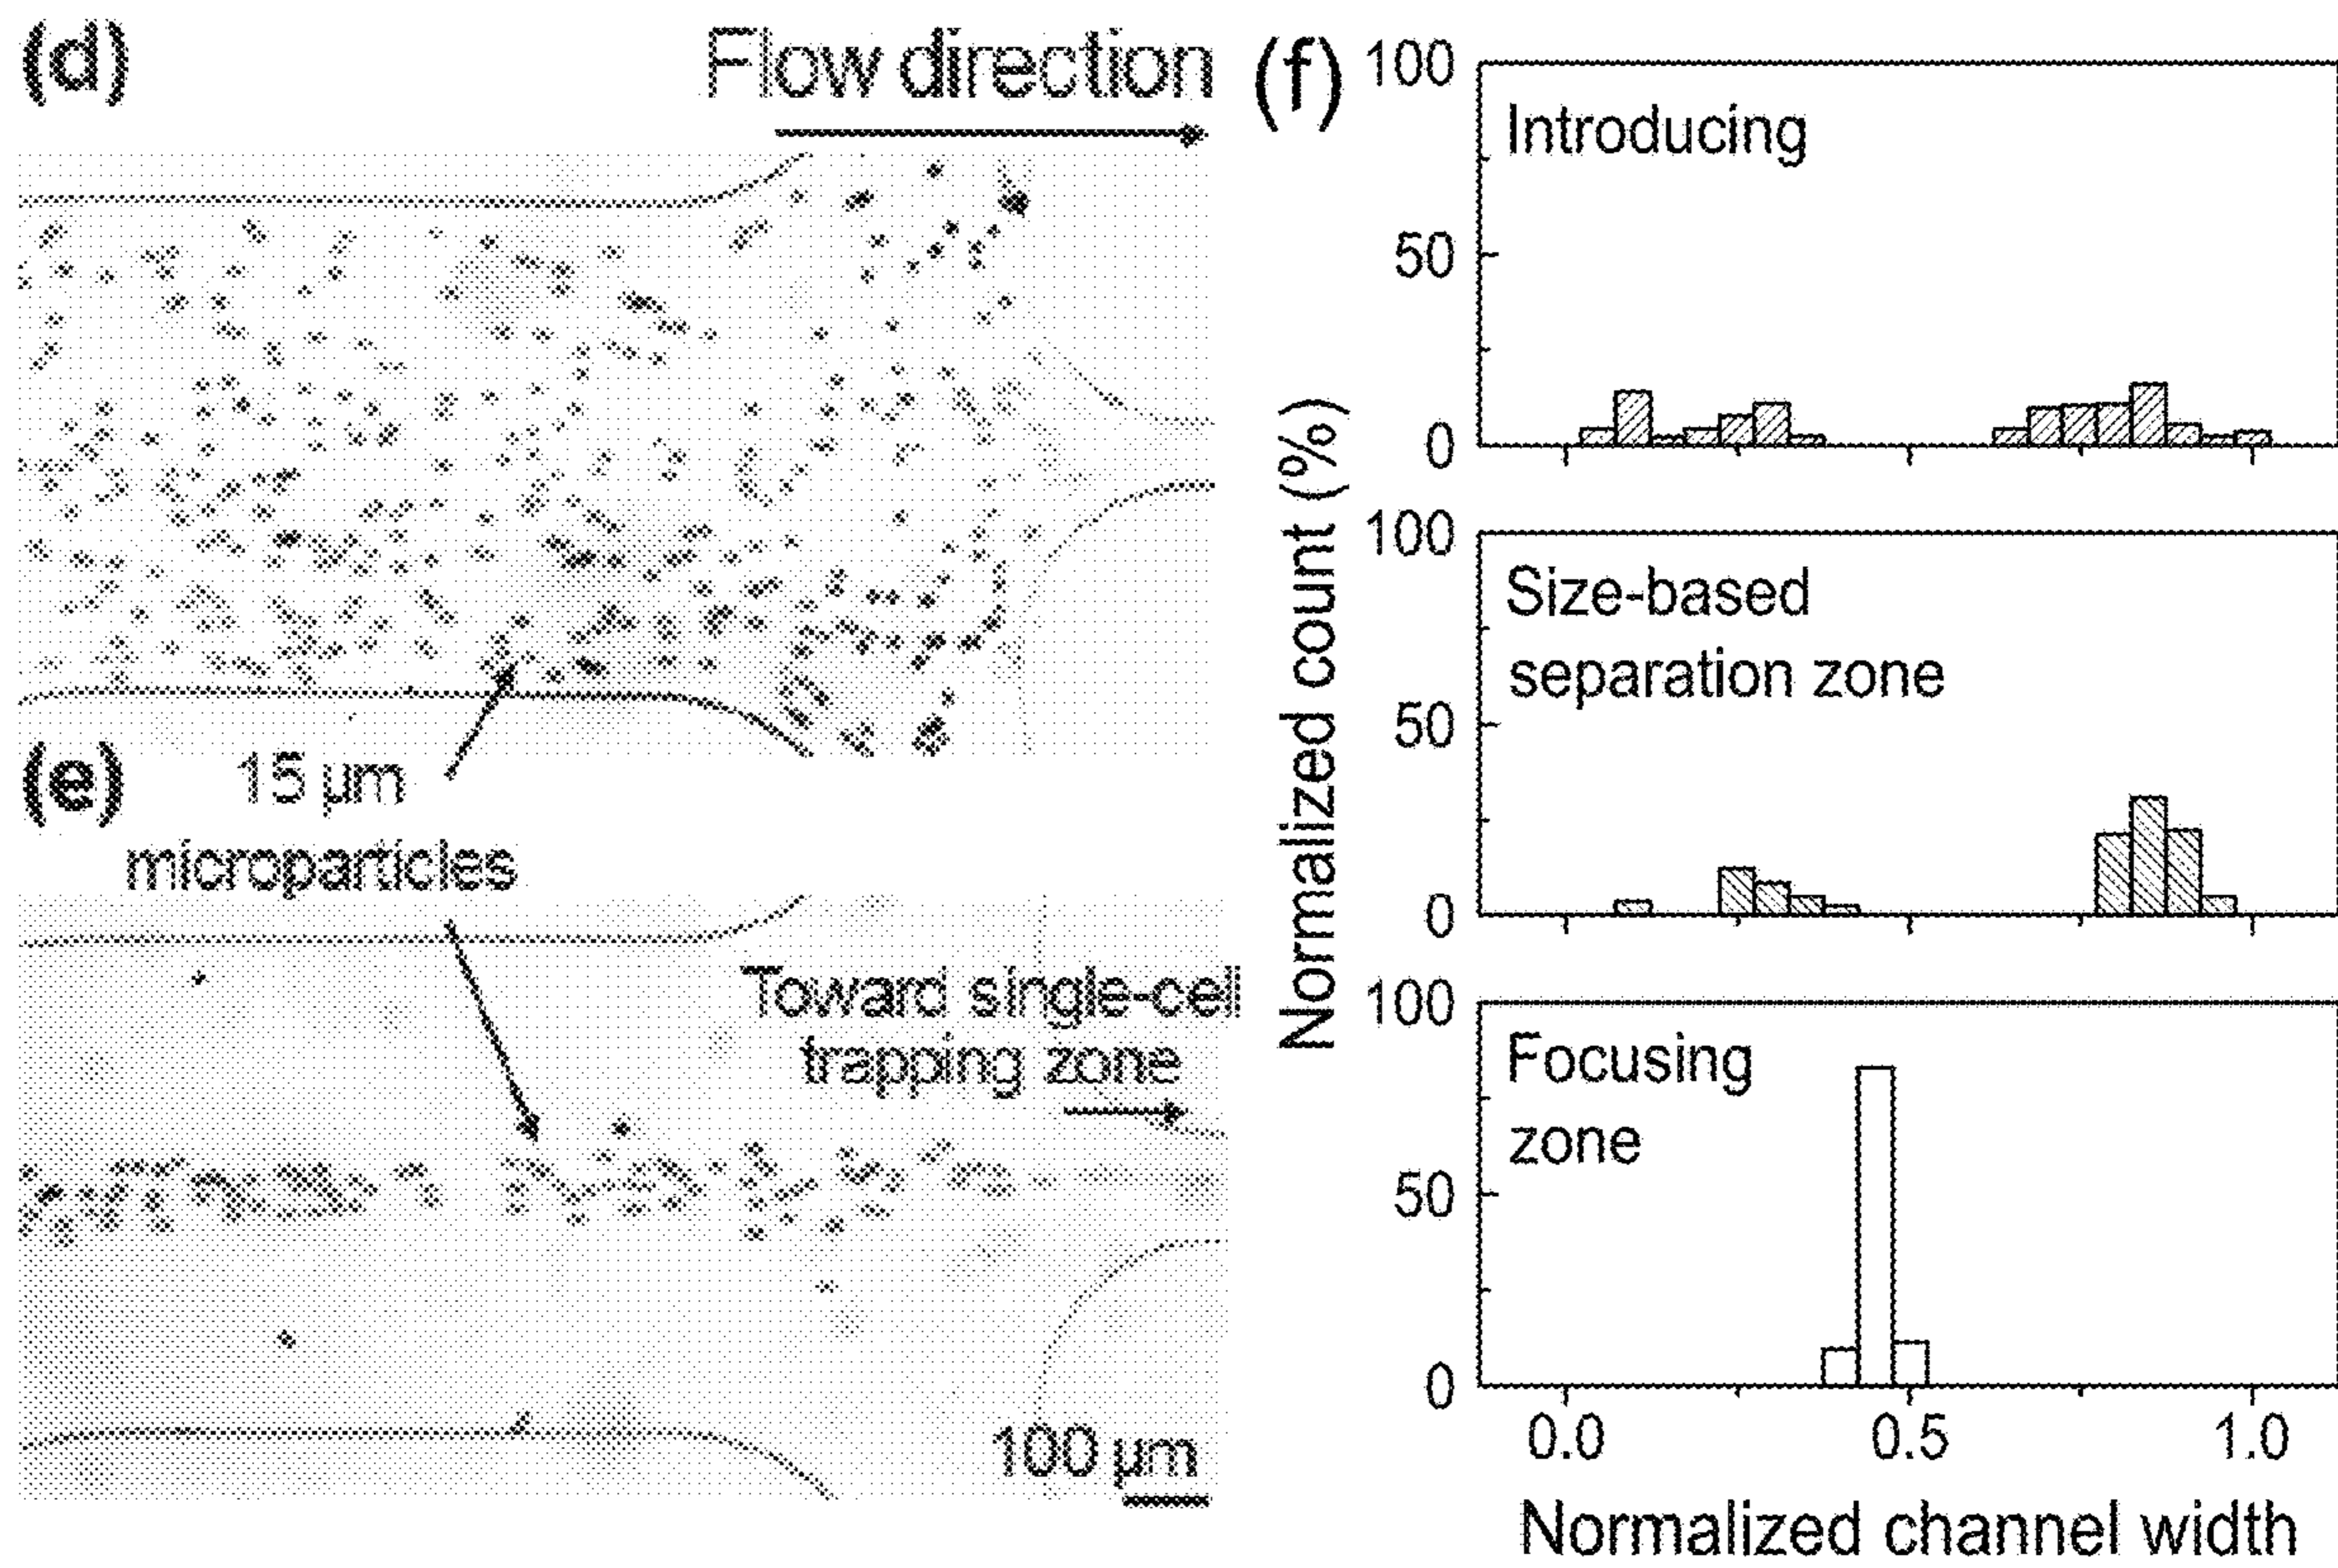 (d)
Flow direction
15 µm
microparticles
(e)
Toward single-cell
trapping zone
100 µm
(f)
Normalized count (%)
100
Introducing
50
0
100
Size-based
separation zone
50
0
100
Focusing
zone
50
0
0.0 0.5 1.0
Normalized channel width